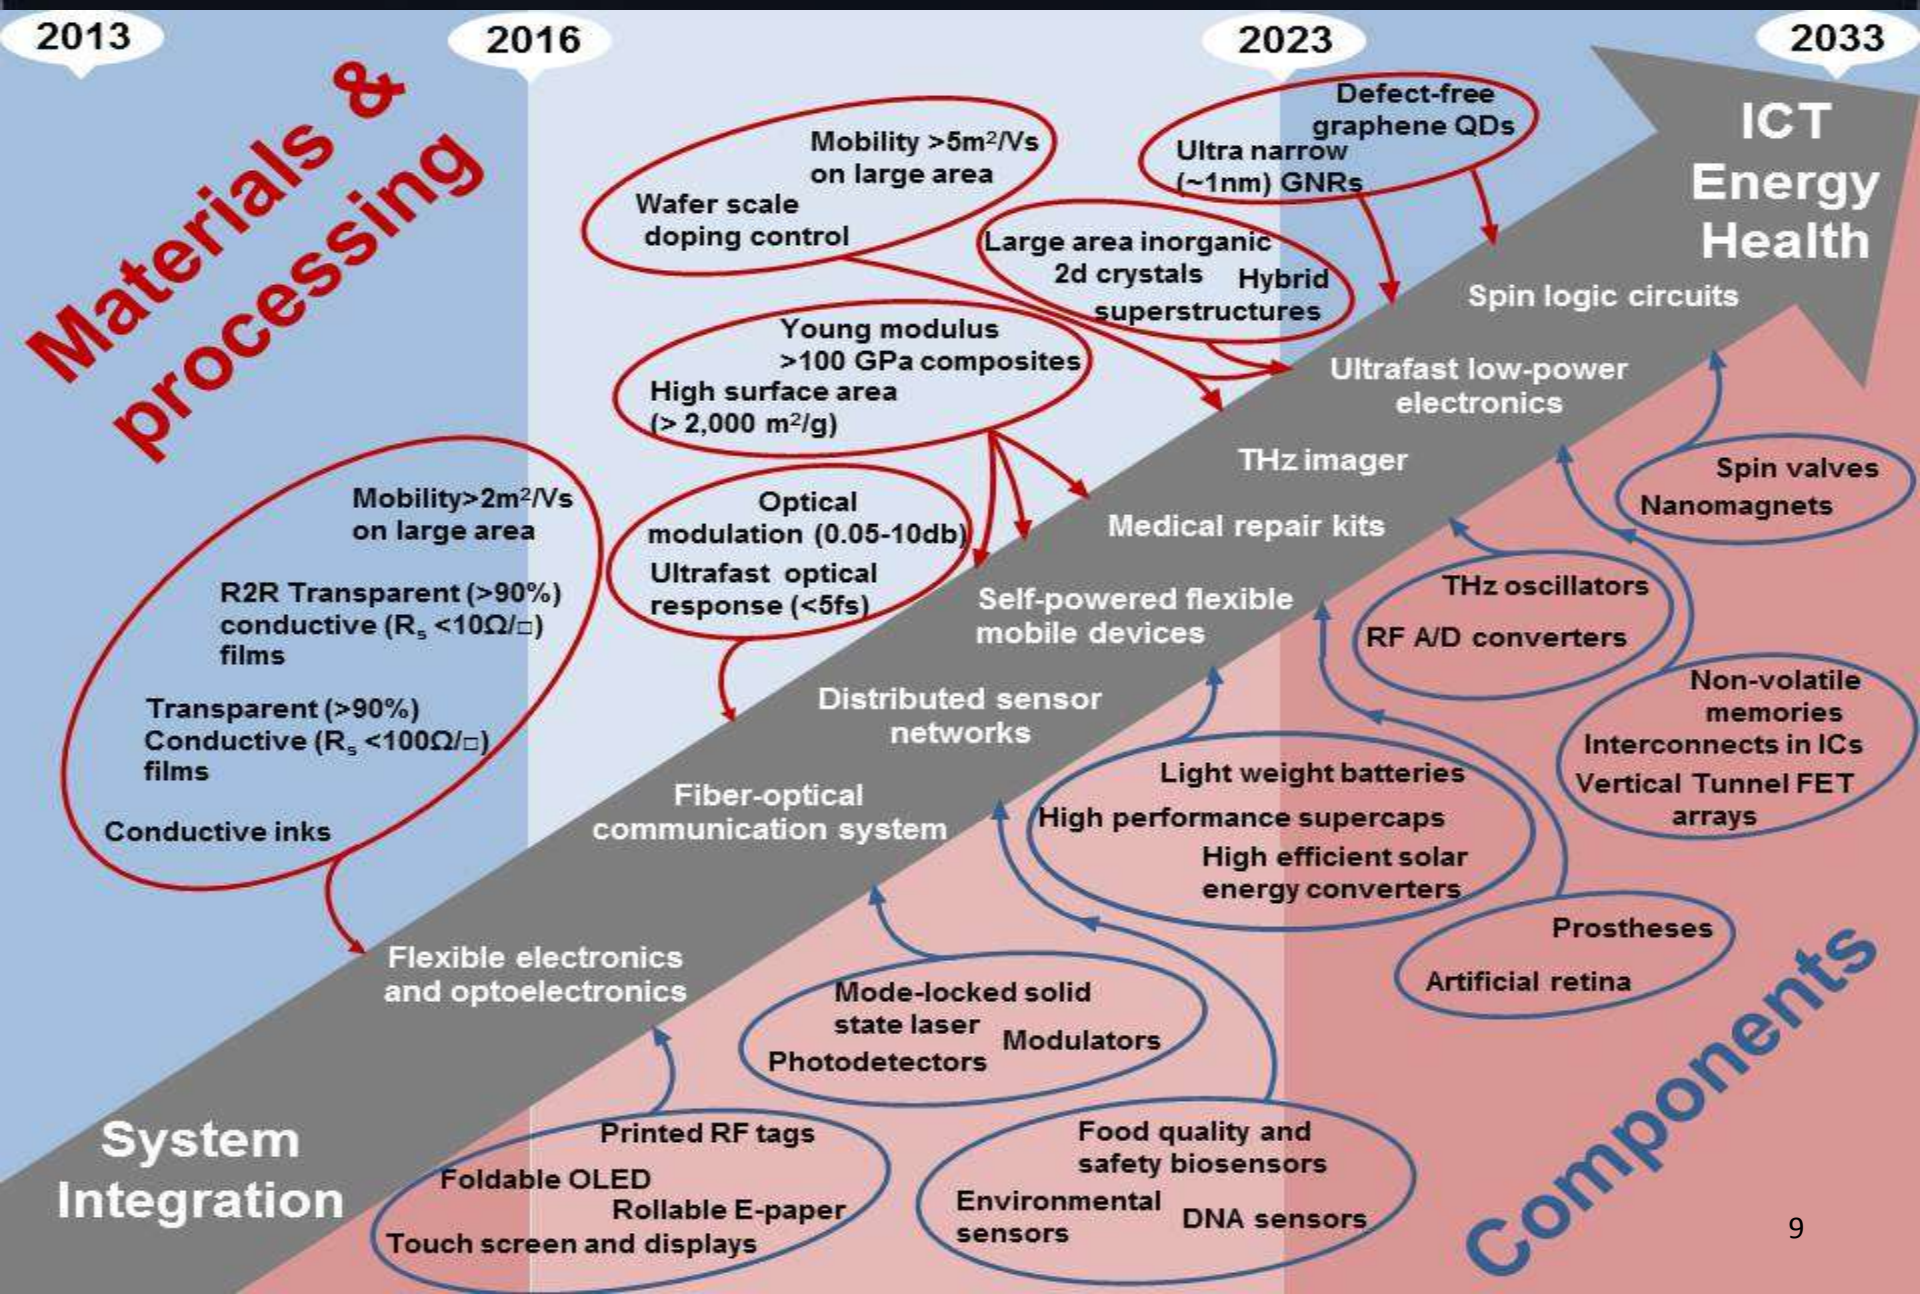 2013
2016
2023
2033
Materials &
processing
Defect-free
graphene QDs
Ultra narrow
(~1nm) GNRs
Mobility >5m²/Vs
on large area
Wafer scale
doping control
Large area inorganic
2d crystals
Hybrid
superstructures
Young modulus
>100 GPa composites
High surface area
(> 2,000 m²/g)
Optical
modulation (0.05-10db)
Ultrafast optical
response (<5fs)
Mobility>2m²/Vs
on large area
R2R Transparent (>90%)
conductive (Rₛ <10Ω/□)
films
Transparent (>90%)
Conductive (Rₛ <100Ω/□)
films
Conductive inks
ICT
Energy
Health
Spin logic circuits
Ultrafast low-power
electronics
THz imager
Medical repair kits
Self-powered flexible
mobile devices
Distributed sensor
networks
Fiber-optical
communication system
Flexible electronics
and optoelectronics
System
Integration
Spin valves
Nanomagnets
THz oscillators
RF A/D converters
Non-volatile
memories
Interconnects in ICs
Vertical Tunnel FET
arrays
Light weight batteries
High performance supercaps
High efficient solar
energy converters
Prostheses
Artificial retina
Mode-locked solid
state laser
Modulators
Photodetectors
Printed RF tags
Foldable OLED
Rollable E-paper
Touch screen and displays
Food quality and
safety biosensors
Environmental
sensors
DNA sensors
Components
9